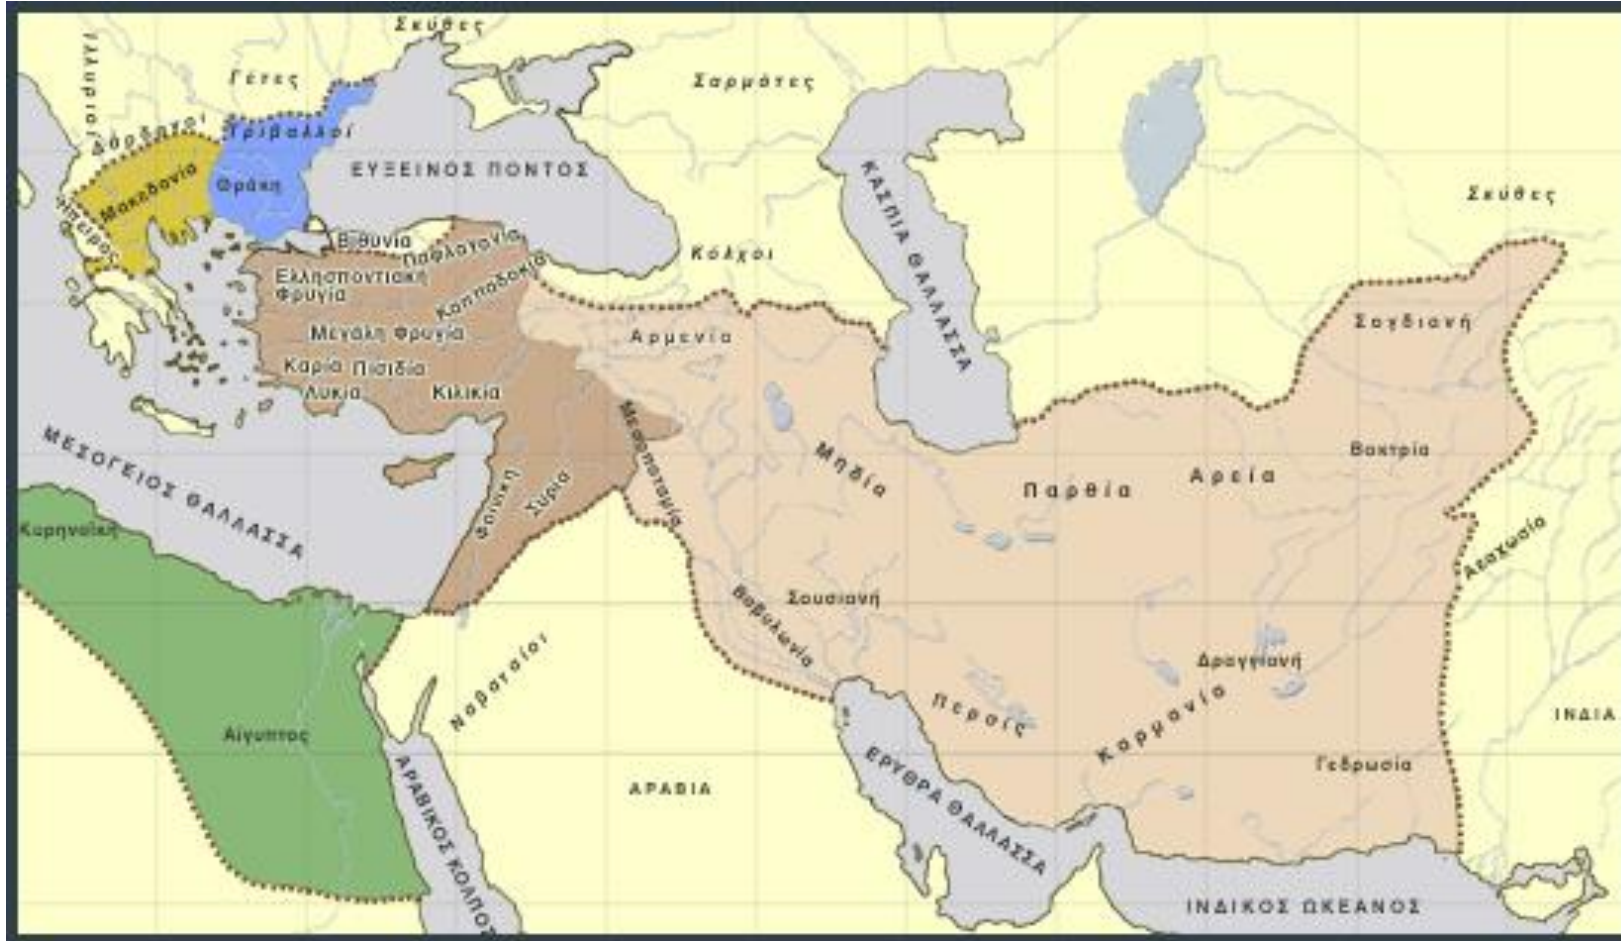 Σκύθες
Ιλλυριοί
Γέτες
Σαρμάτες
Δάρδανοι
Τριβαλλοί
ΕΥΞΕΙΝΟΣ ΠΟΝΤΟΣ
Μακεδονία
Θράκη
Σκύθες
Ήπειρος
Βιθυνία
Παφλαγονία
Κόλχοι
ΚΑΣΠΙΑ ΘΑΛΑΣΣΑ
Ελλησποντιακή
Φρυγία
Καππαδοκία
Σογδιανή
Μεγάλη Φρυγία
Αρμενία
Καρία
Πισιδία
Λυκία
Κιλικία
Μεσοποταμία
Μηδία
Παρθία
Αρεία
Βακτρία
ΜΕΣΟΓΕΙΟΣ ΘΑΛΑΣΣΑ
Φοινίκη
Συρία
Κυρηναϊκή
Αραχωσία
Βαβυλωνία
Σουσιανή
Δραγγιανή
Ναβαταίοι
Περσίς
Καρμανία
Αίγυπτος
ΙΝΔΙΑ
ΑΡΑΒΙΑ
Γεδρωσία
ΕΡΥΘΡΑ ΘΑΛΑΣΣΑ
ΑΡΑΒΙΚΟΣ ΚΟΛΠΟΣ
ΙΝΔΙΚΟΣ ΩΚΕΑΝΟΣ